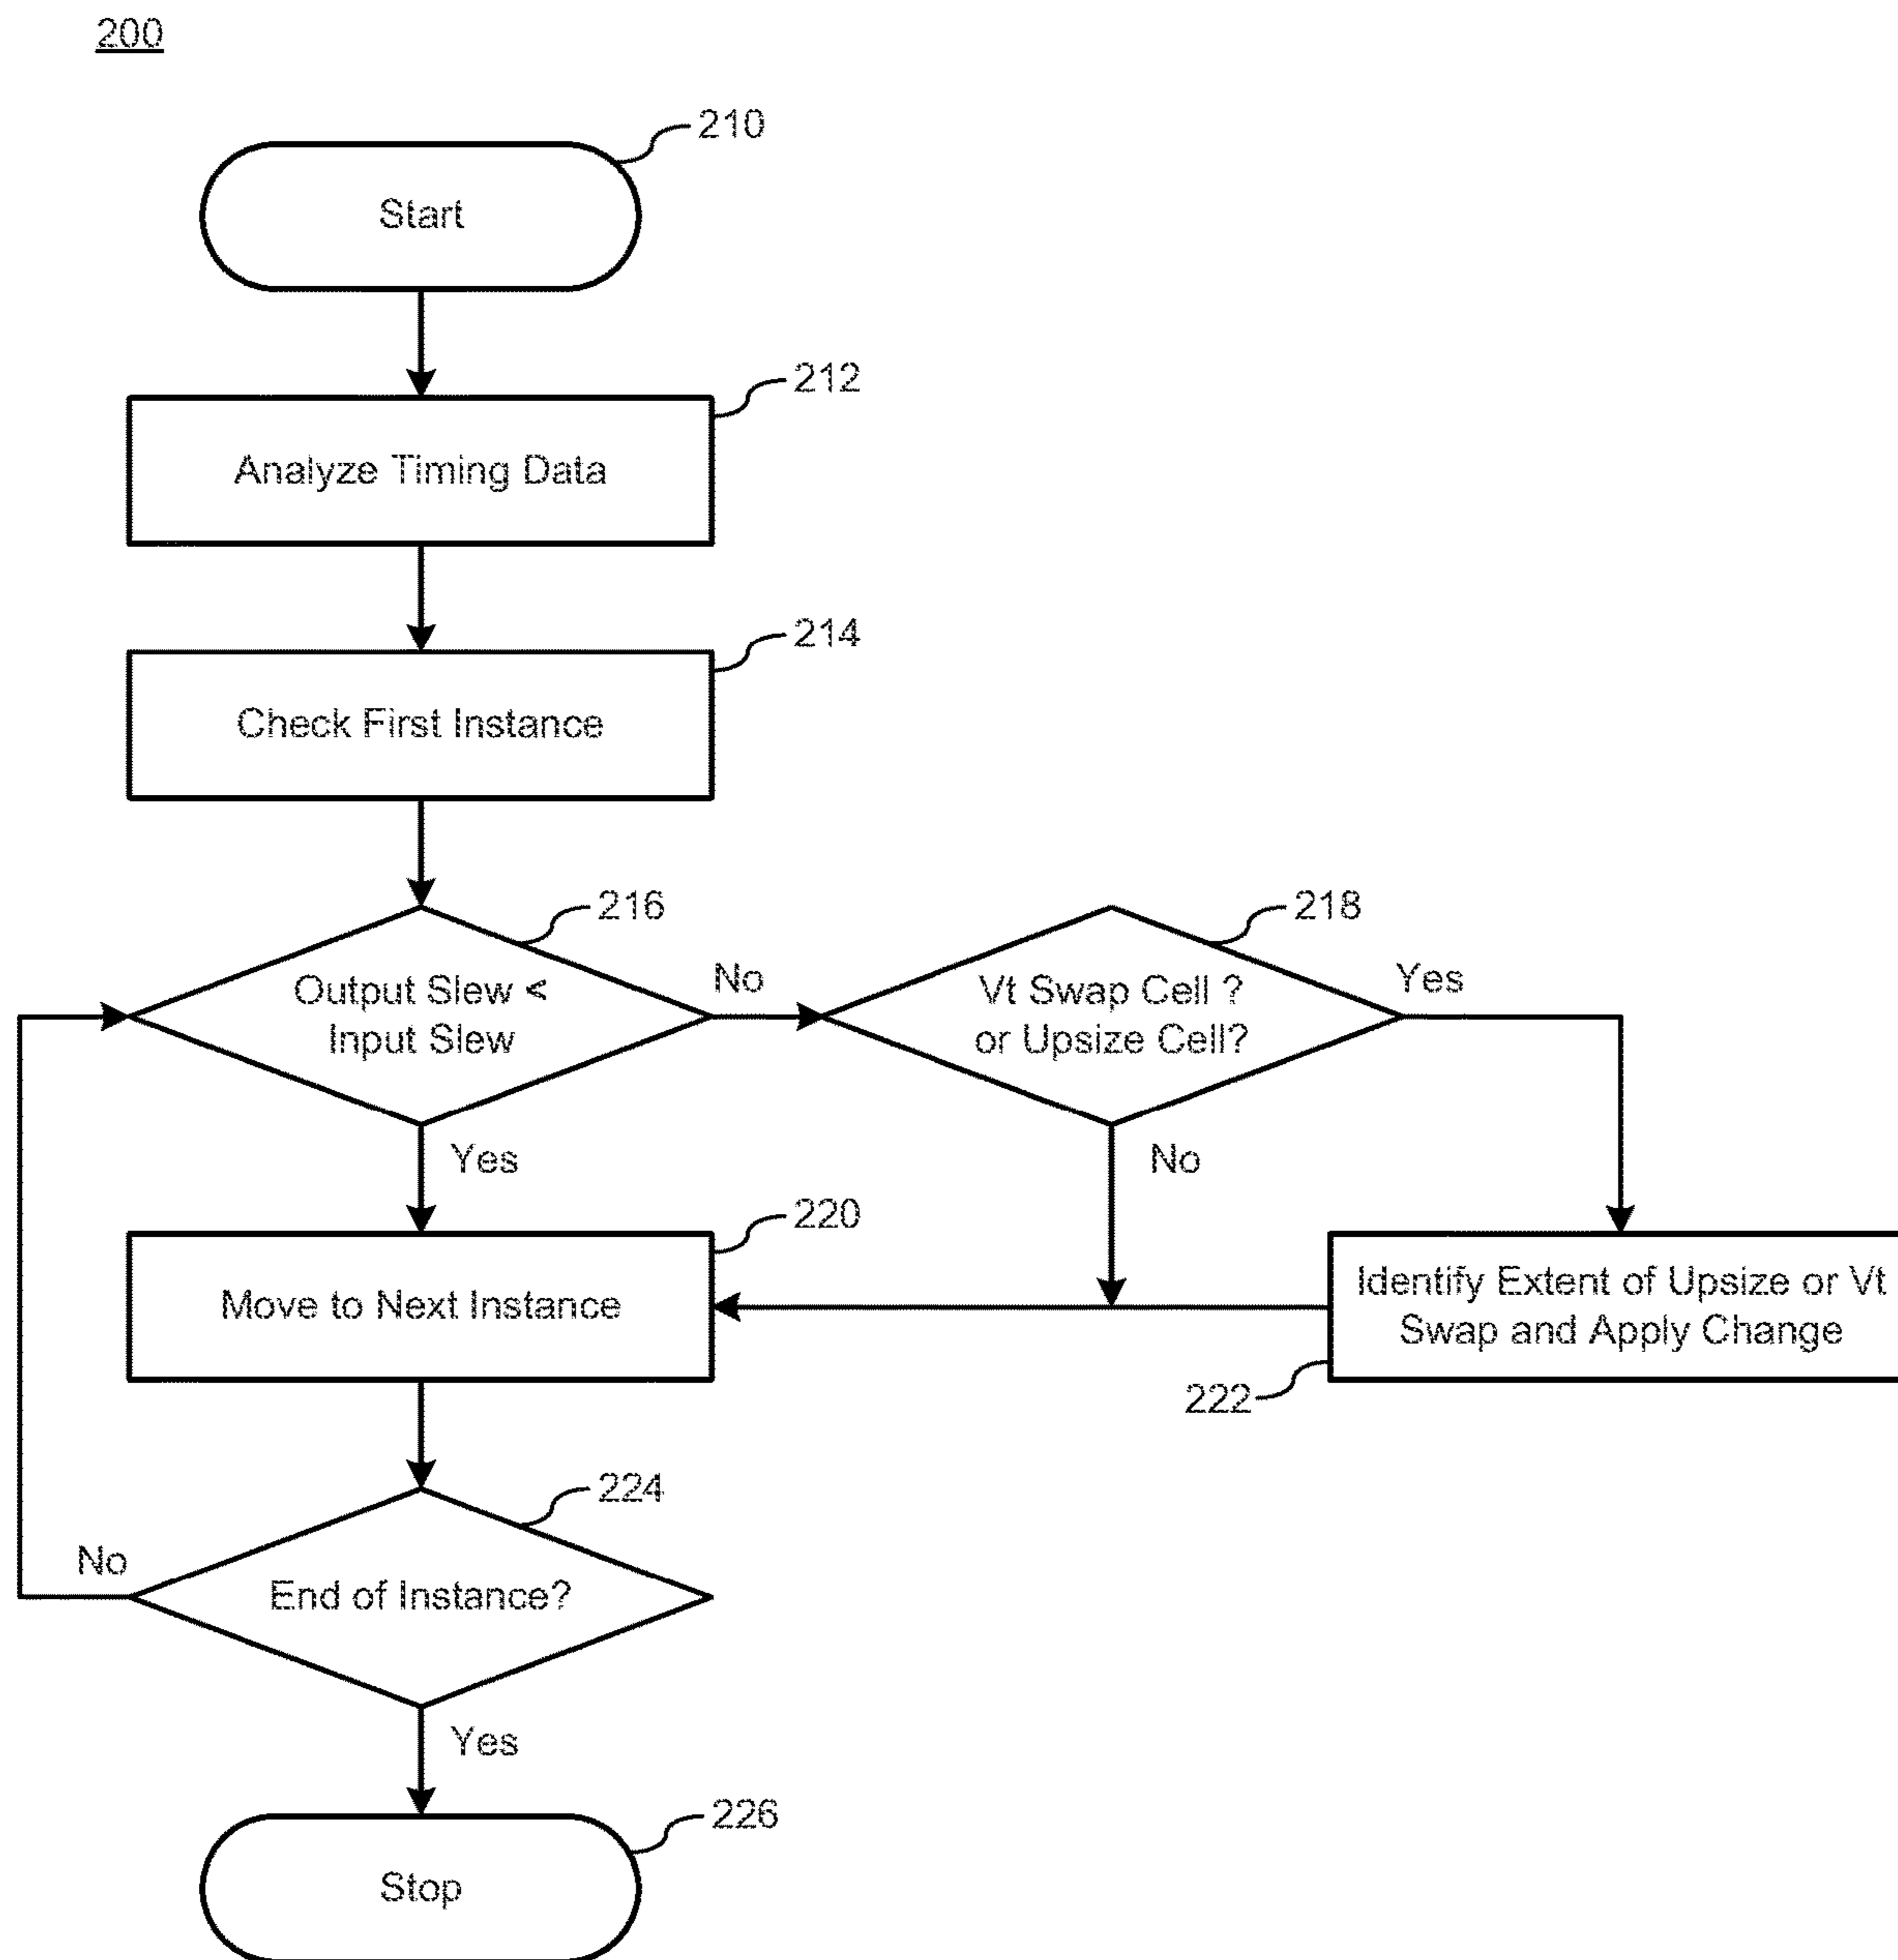 200
210
Start
212
Analyze Timing Data
214
Check First Instance
216
Output Slew <
Input Slew
No
218
Vt Swap Cell ?
or Upsize Cell?
Yes
Yes
No
220
Move to Next Instance
Identify Extent of Upsize or Vt
Swap and Apply Change
222
224
No
End of Instance?
Yes
226
Stop